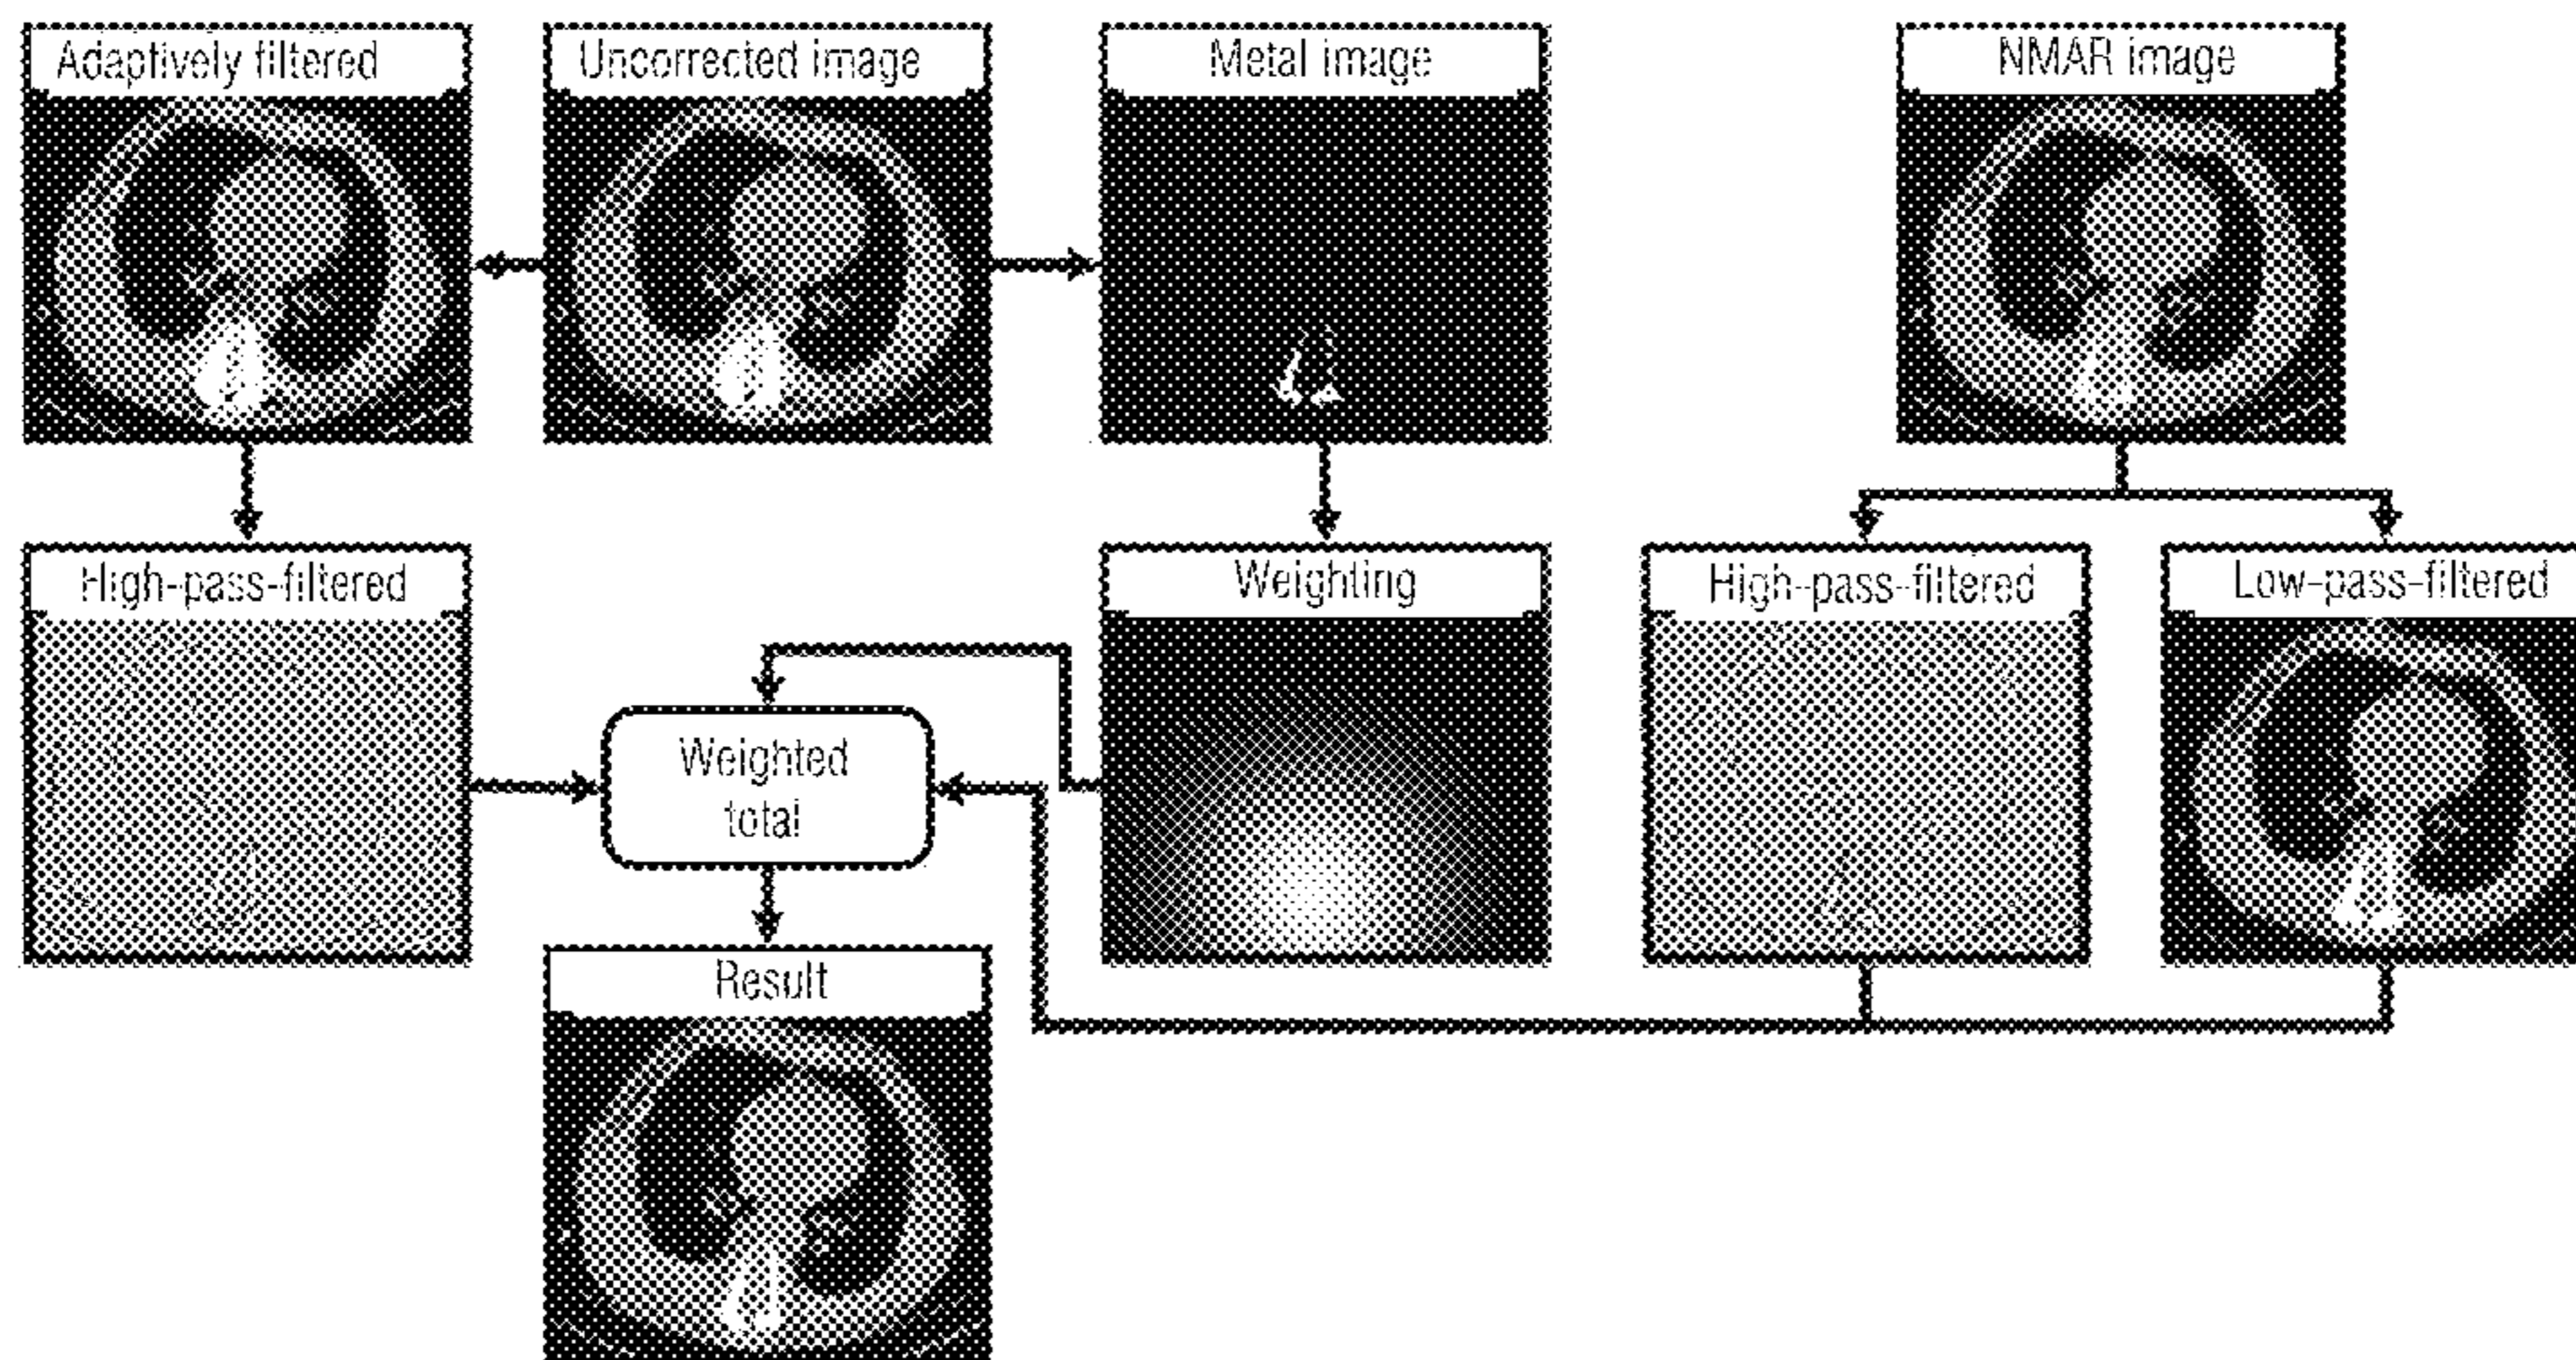 Adaptively filtered
Uncorrected image
Metal image
NMAR image
High-pass-filtered
Weighting
High-pass-filtered
Low-pass-filtered
Weighted
total
Result